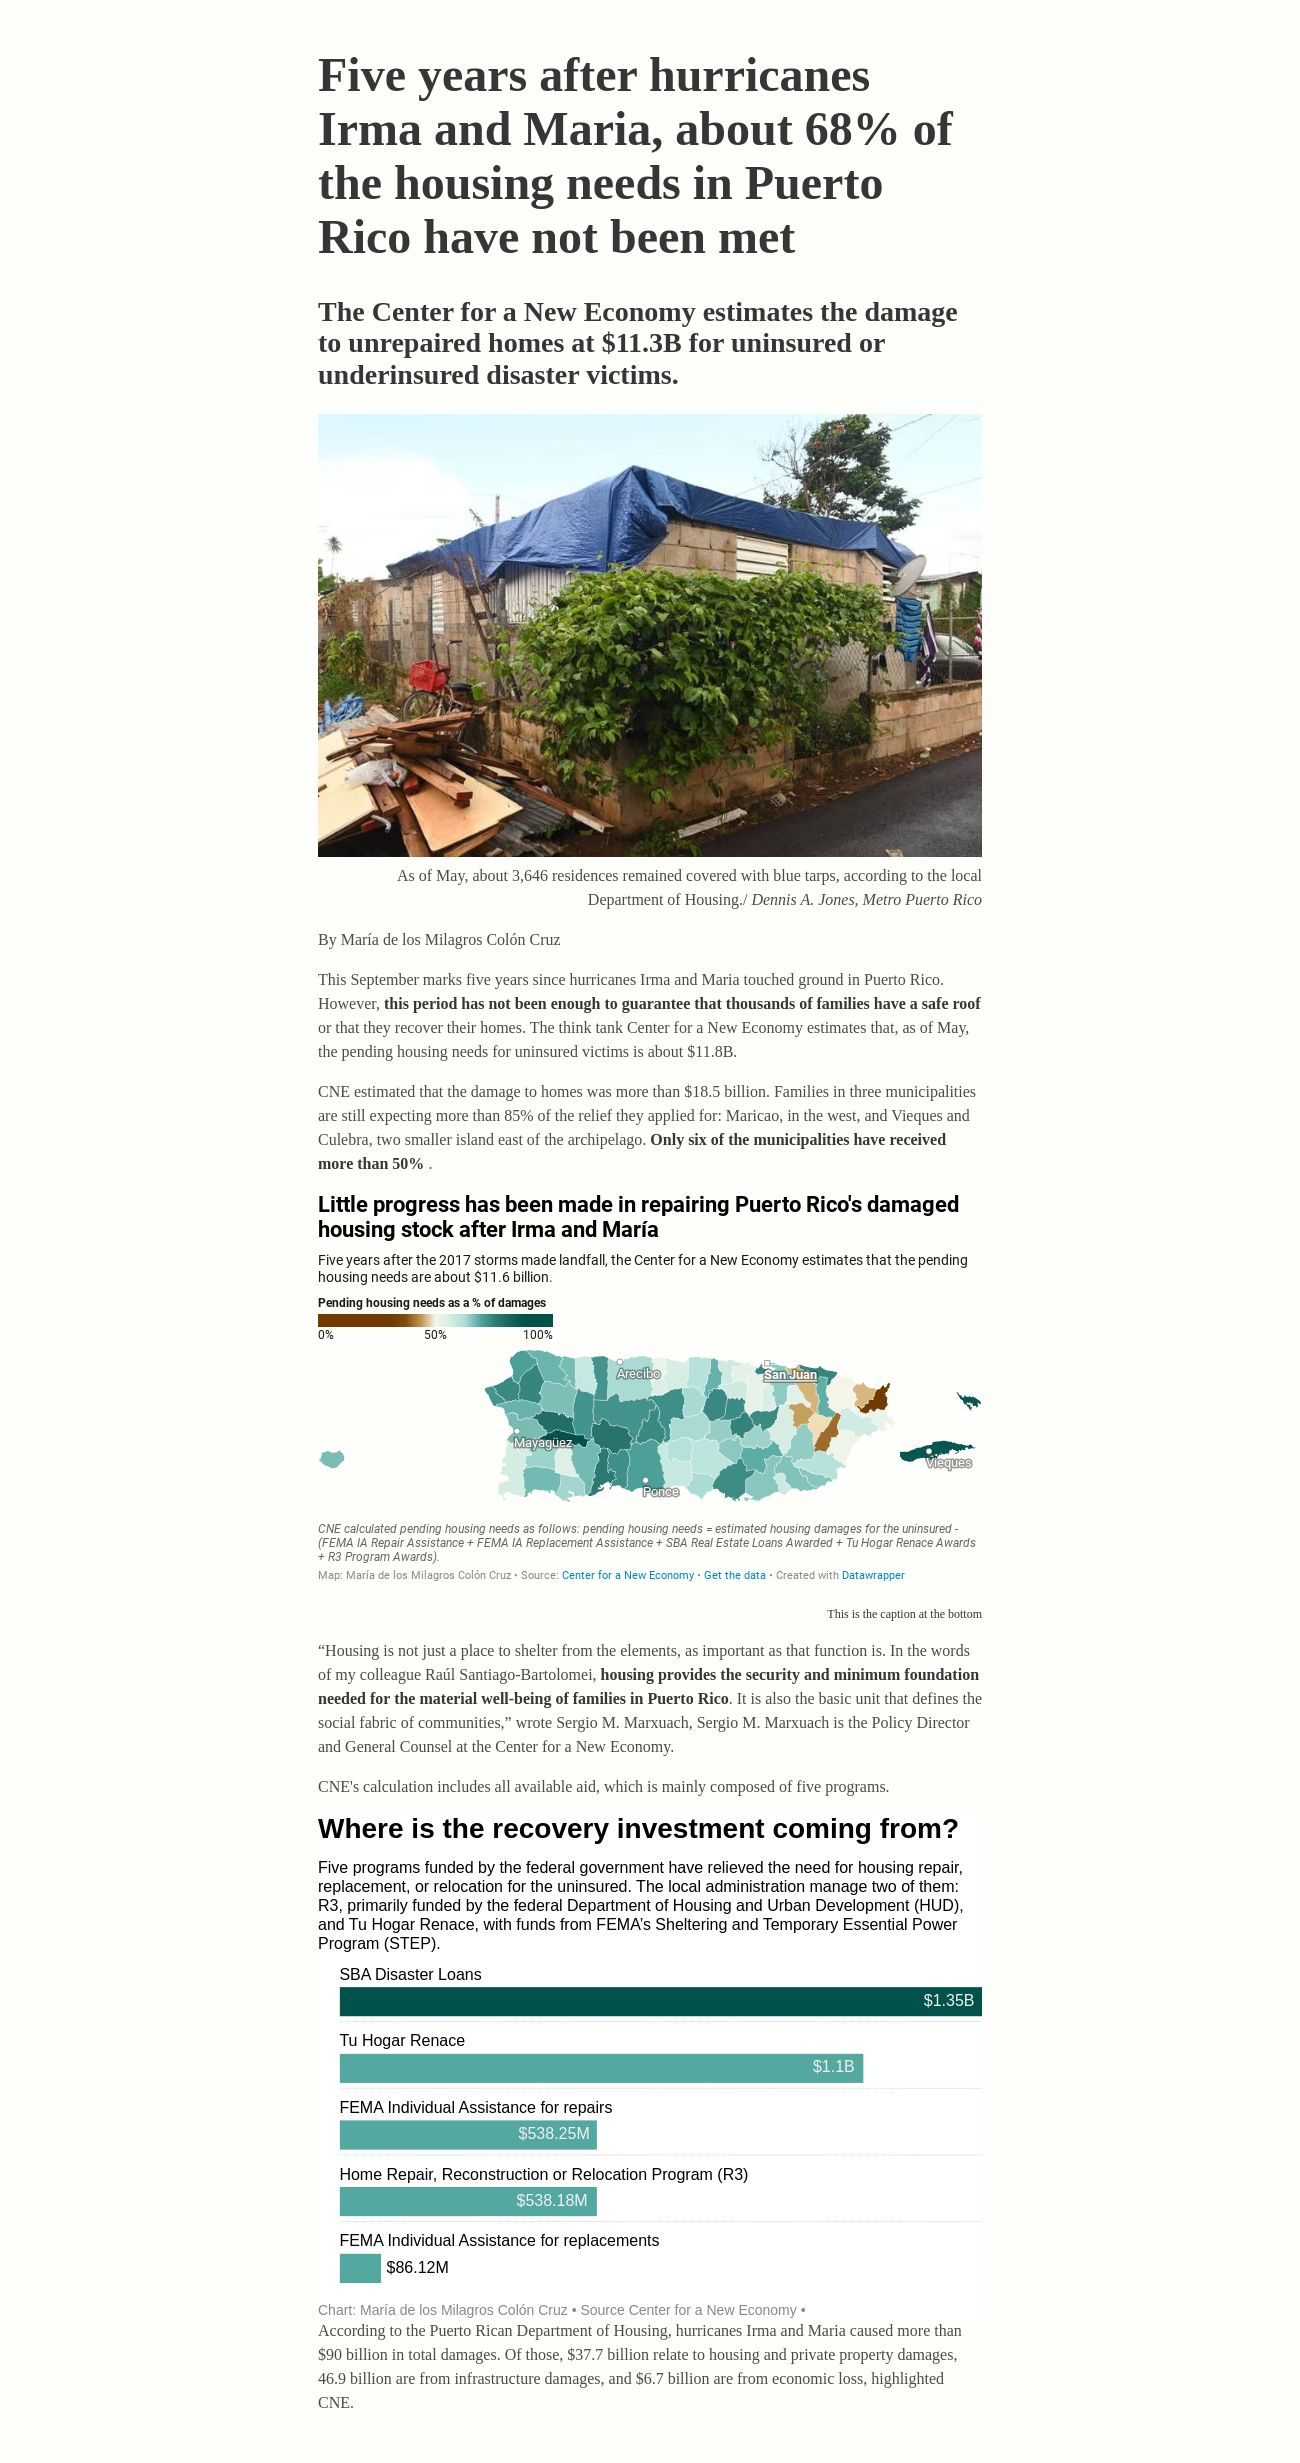 Five years after hurricanes
Irma and Maria, about 68% of
the housing needs in Puerto
Rico have not been met
The Center for a New Economy estimates the damage
to unrepaired homes at $11.3B for uninsured or
underinsured disaster victims.
As of May, about 3,646 residences remained covered with blue tarps, according to the local
Department of Housing./ Dennis A. Jones, Metro Puerto Rico
By María de los Milagros Colón Cruz
This September marks five years since hurricanes Irma and Maria touched ground in Puerto Rico.
However, this period has not been enough to guarantee that thousands of families have a safe roof
or that they recover their homes. The think tank Center for a New Economy estimates that, as of May,
the pending housing needs for uninsured victims is about $11.8B.
CNE estimated that the damage to homes was more than $18.5 billion. Families in three municipalities
are still expecting more than 85% of the relief they applied for: Maricao, in the west, and Vieques and
Culebra, two smaller island east of the archipelago. Only six of the municipalities have received
more than 50% .
Little progress has been made in repairing Puerto Rico's damaged
housing stock after Irma and María
Five years after the 2017 storms made landfall, the Center for a New Economy estimates that the pending
housing needs are about $11.6 billion.
Pending housing needs as a % of damages
0% 50% 100%
Arecibo
San Juan
Mayagüez
Vieques
Ponce
CNE calculated pending housing needs as follows: pending housing needs = estimated housing damages for the uninsured -
(FEMA IA Repair Assistance + FEMA IA Replacement Assistance + SBA Real Estate Loans Awarded + Tu Hogar Renace Awards
+ R3 Program Awards).
Map: María de los Milagros Colón Cruz • Source: Center for a New Economy • Get the data • Created with Datawrapper
This is the caption at the bottom
“Housing is not just a place to shelter from the elements, as important as that function is. In the words
of my colleague Raúl Santiago-Bartolomei, housing provides the security and minimum foundation
needed for the material well-being of families in Puerto Rico. It is also the basic unit that defines the
social fabric of communities,” wrote Sergio M. Marxuach, Sergio M. Marxuach is the Policy Director
and General Counsel at the Center for a New Economy.
CNE's calculation includes all available aid, which is mainly composed of five programs.
Where is the recovery investment coming from?
Five programs funded by the federal government have relieved the need for housing repair,
replacement, or relocation for the uninsured. The local administration manage two of them:
R3, primarily funded by the federal Department of Housing and Urban Development (HUD),
and Tu Hogar Renace, with funds from FEMA’s Sheltering and Temporary Essential Power
Program (STEP).
SBA Disaster Loans
$1.35B
Tu Hogar Renace
$1.1B
FEMA Individual Assistance for repairs
$538.25M
Home Repair, Reconstruction or Relocation Program (R3)
$538.18M
FEMA Individual Assistance for replacements
$86.12M
Chart: María de los Milagros Colón Cruz • Source Center for a New Economy •
According to the Puerto Rican Department of Housing, hurricanes Irma and Maria caused more than
$90 billion in total damages. Of those, $37.7 billion relate to housing and private property damages,
46.9 billion are from infrastructure damages, and $6.7 billion are from economic loss, highlighted
CNE.